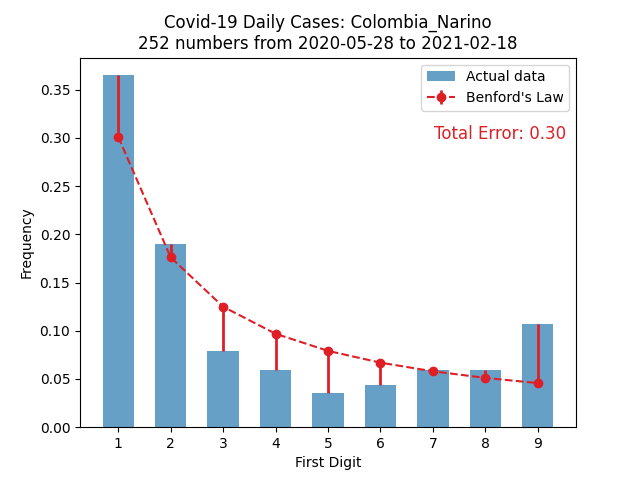 Covid-19 Daily Cases: Colombia_Narino
252 numbers from 2020-05-28 to 2021-02-18
Actual data
Benford's Law
Total Error: 0.30
Frequency
0.35
0.30
0.25
0.20
0.15
0.10
0.05
0.00
1 2 3 4 5 6 7 8 9
First Digit